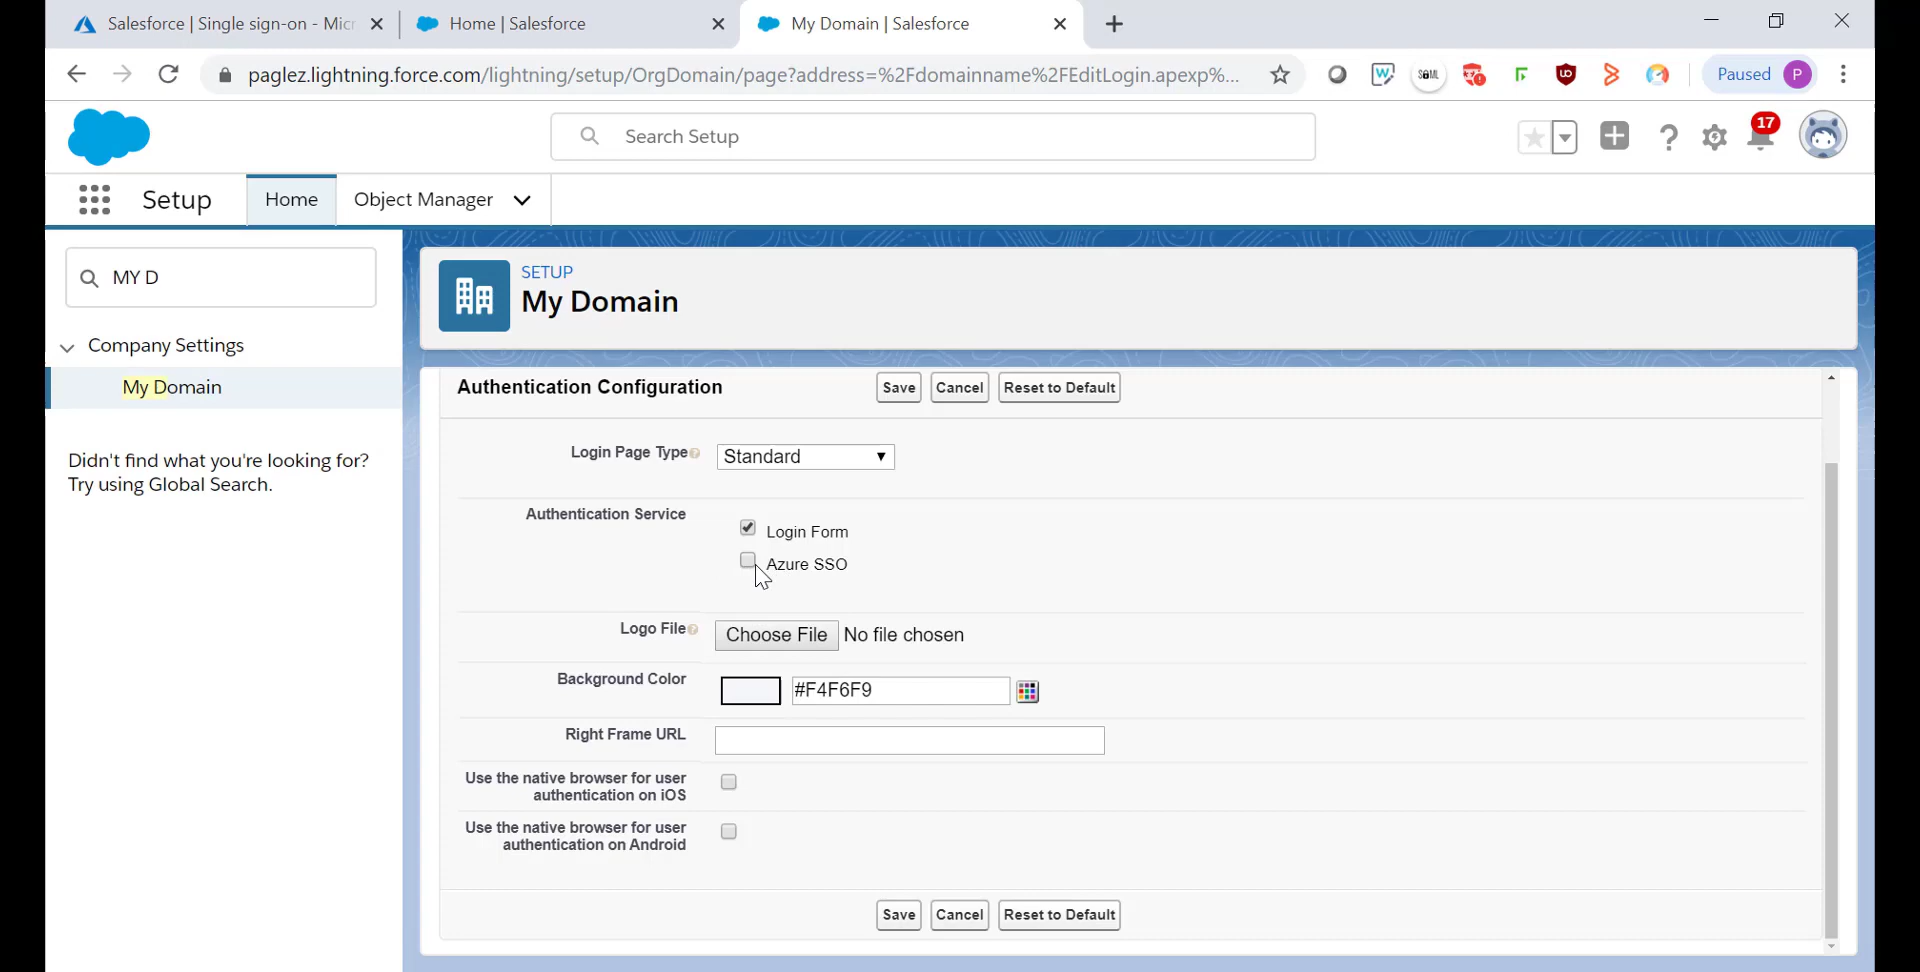 Salesforce | Single sign-on - Micr
Home | Salesforce
My Domain | Salesforce
paglez.lightning.force.com/lightning/setup/OrgDomain/page?address=%2Fdomainname%2FEditLogin.apexp%...
Paused P
Search Setup
17
Setup
Home
Object Manager
MY D
Company Settings
My Domain
Didn't find what you're looking for?
Try using Global Search.
SETUP
My Domain
Authentication Configuration
Save
Cancel
Reset to Default
Login Page Type
Standard
Authentication Service
Login Form
Azure SSO
Logo File
Choose File No file chosen
Background Color
#F4F6F9
Right Frame URL
Use the native browser for user
authentication on iOS
Use the native browser for user
authentication on Android
Save
Cancel
Reset to Default